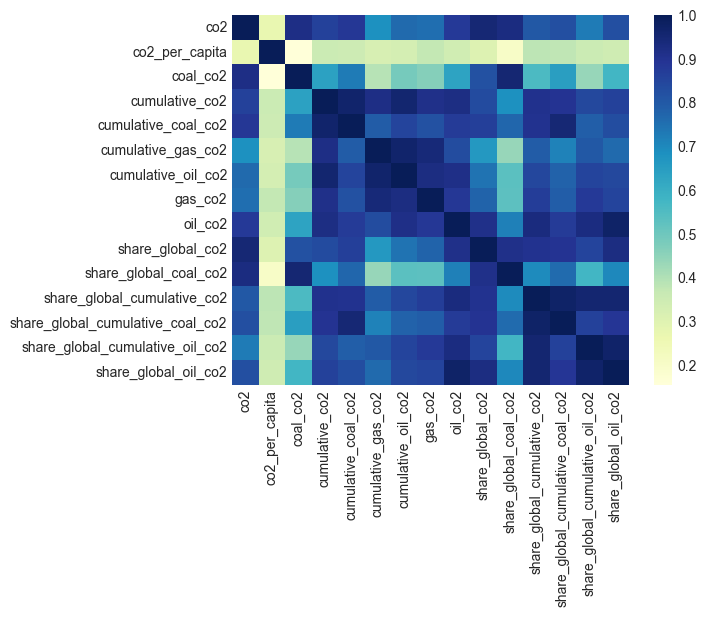 co2
co2_per_capita
coal_co2
cumulative_co2
cumulative_coal_co2
cumulative_gas_co2
cumulative_oil_co2
gas_co2
oil_co2
share_global_co2
share_global_coal_co2
share_global_cumulative_co2
share_global_cumulative_coal_co2
share_global_cumulative_oil_co2
share_global_oil_co2
co2
co2_per_capita
coal_co2
cumulative_co2
cumulative_coal_co2
cumulative_gas_co2
cumulative_oil_co2
gas_co2
oil_co2
share_global_co2
share_global_coal_co2
share_global_cumulative_co2
share_global_cumulative_coal_co2
share_global_cumulative_oil_co2
share_global_oil_co2
1.0
0.9
0.8
0.7
0.6
0.5
0.4
0.3
0.2